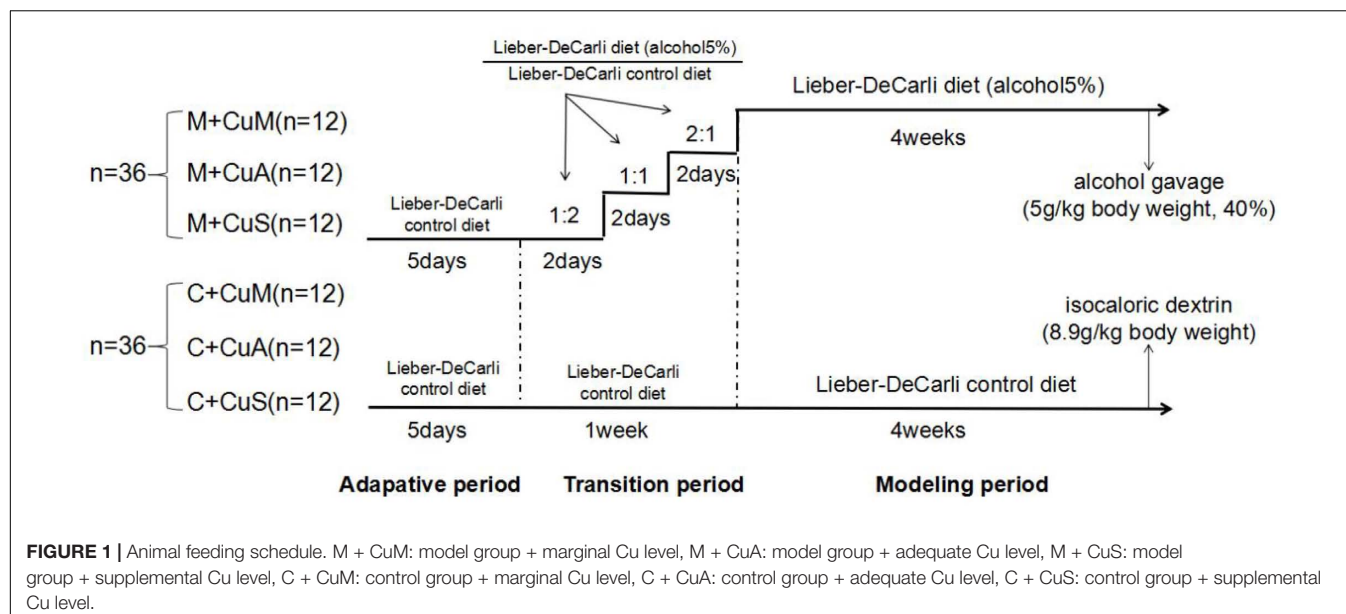 Lieber-DeCarli diet (alcohol5%)
Lieber-DeCarli control diet
Lieber-DeCarli diet (alcohol5%)
M+CuM(n=12)
2:1
4weeks
n=36
M+CuA(n=12)
1:1
2days
alcohol gavage
(5g/kg body weight, 40%)
M+CuS(n=12)
Lieber-DeCarli
control diet
1:2
2days
5days
2days
C+CuM(n=12)
isocaloric dextrin
(8.9g/kg body weight)
n=36
C+CuA(n=12)
Lieber-DeCarli
control diet
Lieber-DeCarli
control diet
Lieber-DeCarli control diet
C+CuS(n=12)
5days
1week
4weeks
Adapative period
Transition period
Modeling period
FIGURE 1 | Animal feeding schedule. M + CuM: model group + marginal Cu level, M + CuA: model group + adequate Cu level, M + CuS: model
group + supplemental Cu level, C + CuM: control group + marginal Cu level, C + CuA: control group + adequate Cu level, C + CuS: control group + supplemental
Cu level.